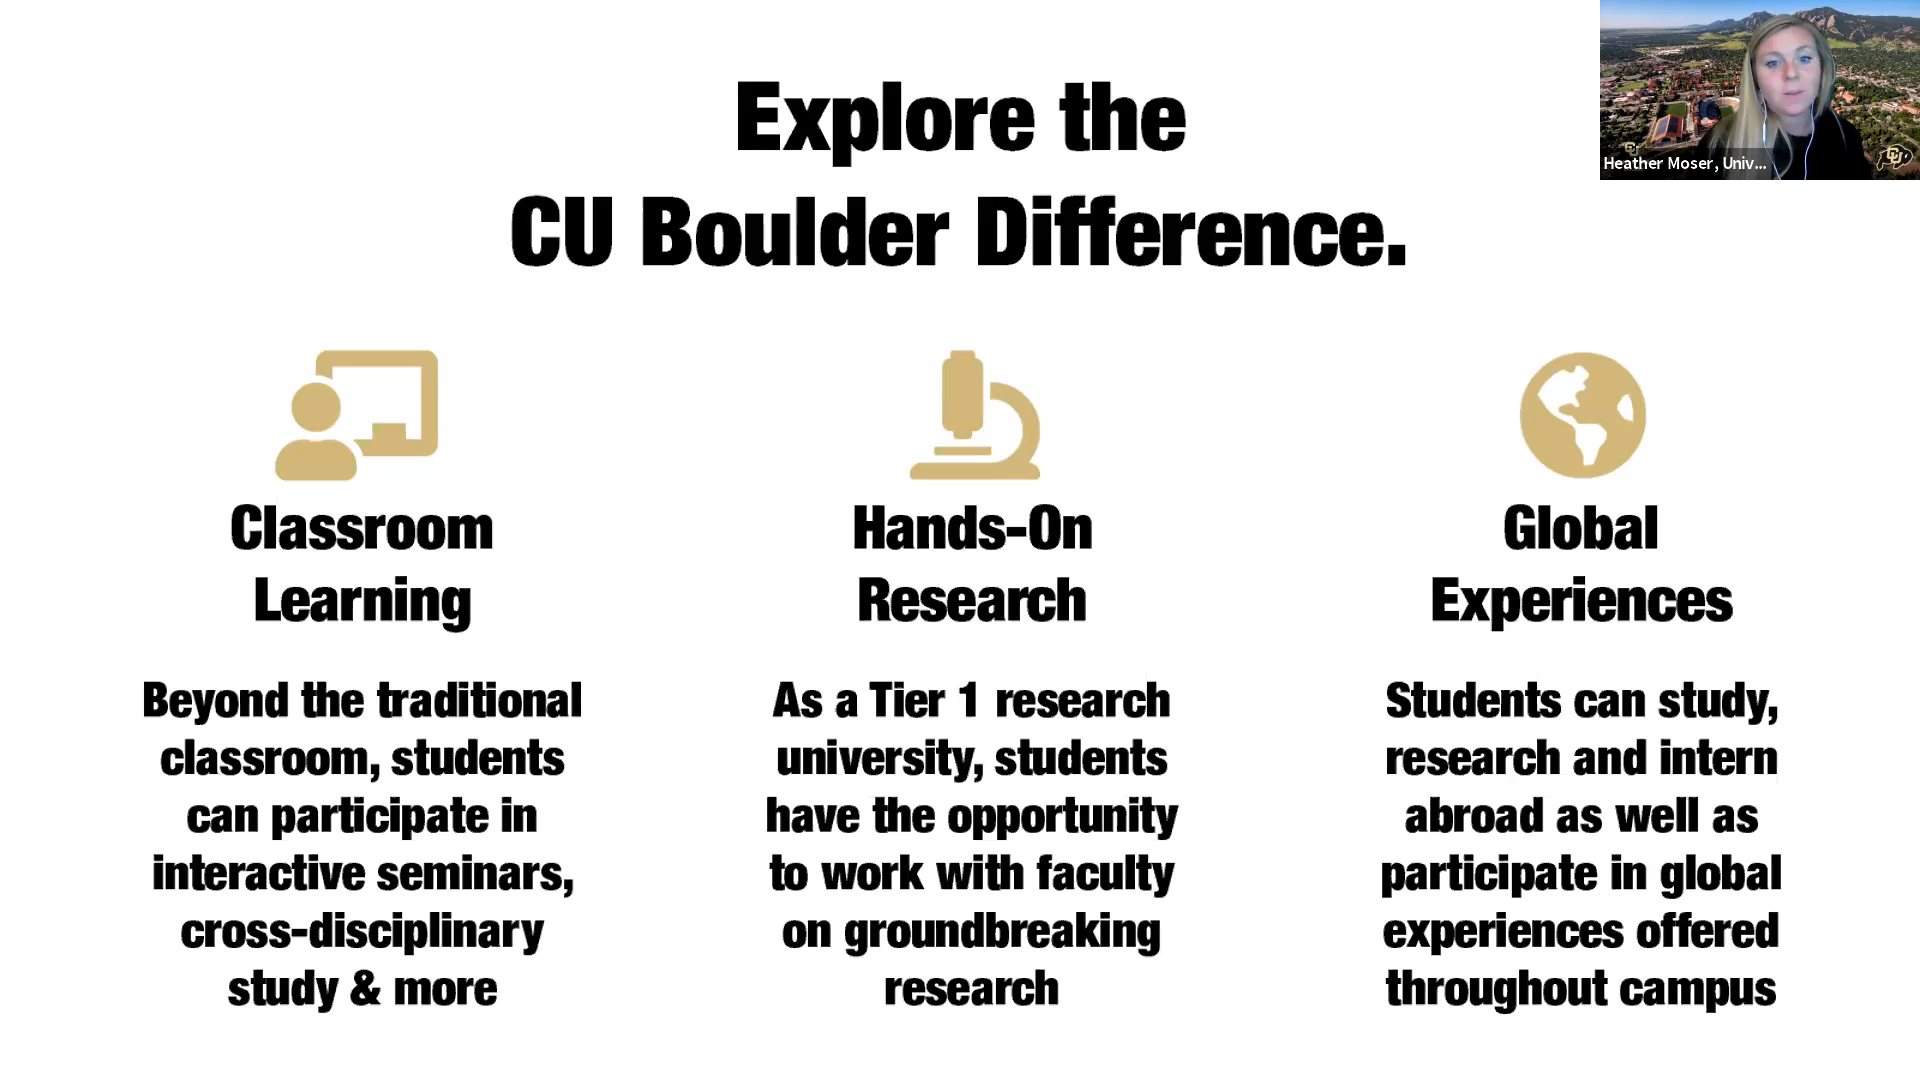 Explore the
CU Boulder Difference.
Heather Moser, Univ...
CU
CU
Classroom
Learning
Beyond the traditional
classroom, students
can participate in
interactive seminars,
cross-disciplinary
study & more
Hands-On
Research
As a Tier 1 research
university, students
have the opportunity
to work with faculty
on groundbreaking
research
Global
Experiences
Students can study,
research and intern
abroad as well as
participate in global
experiences offered
throughout campus